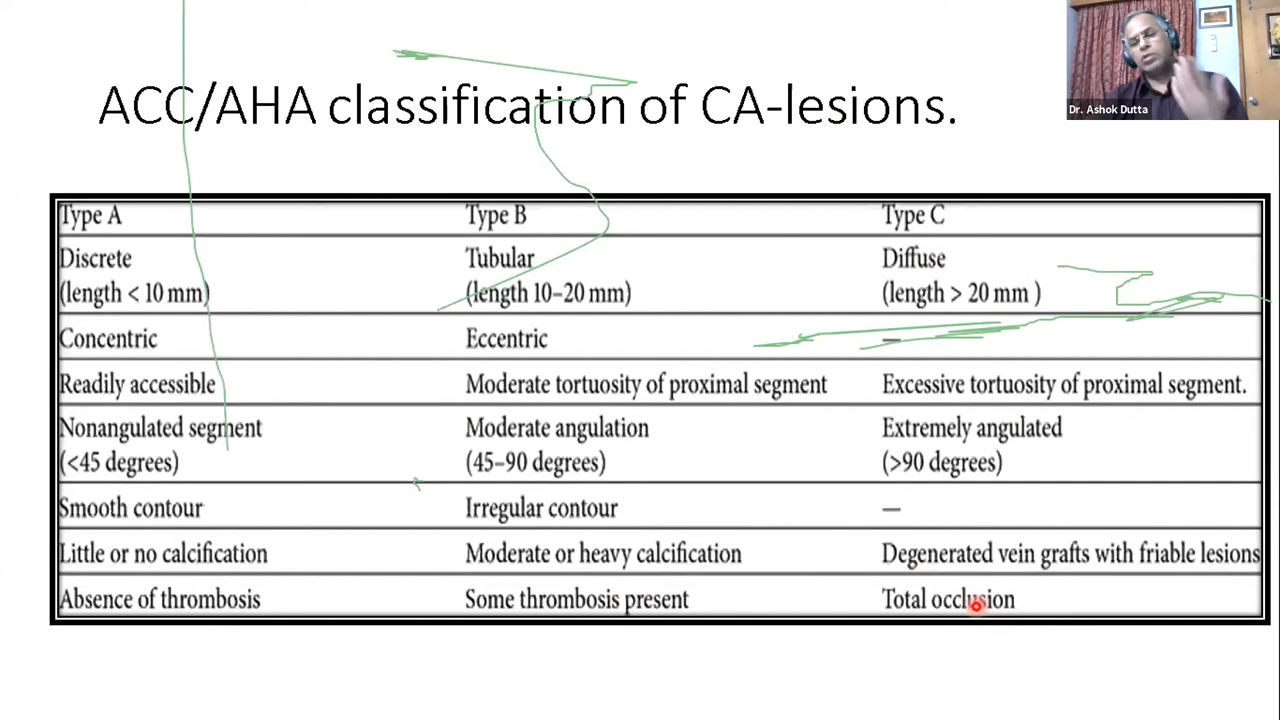 Dr. Ashok Dutta
ACC/AHA classification of CA-lesions.
Type A Type B Type C
Discrete Tubular Diffuse
(length < 10 mm) (length 10–20 mm) (length > 20 mm )
Concentric Eccentric —
Readily accessible Moderate tortuosity of proximal segment Excessive tortuosity of proximal segment.
Nonangulated segment Moderate angulation Extremely angulated
(<45 degrees) (45–90 degrees) (>90 degrees)
Smooth contour Irregular contour —
Little or no calcification Moderate or heavy calcification Degenerated vein grafts with friable lesions
Absence of thrombosis Some thrombosis present Total occlusion